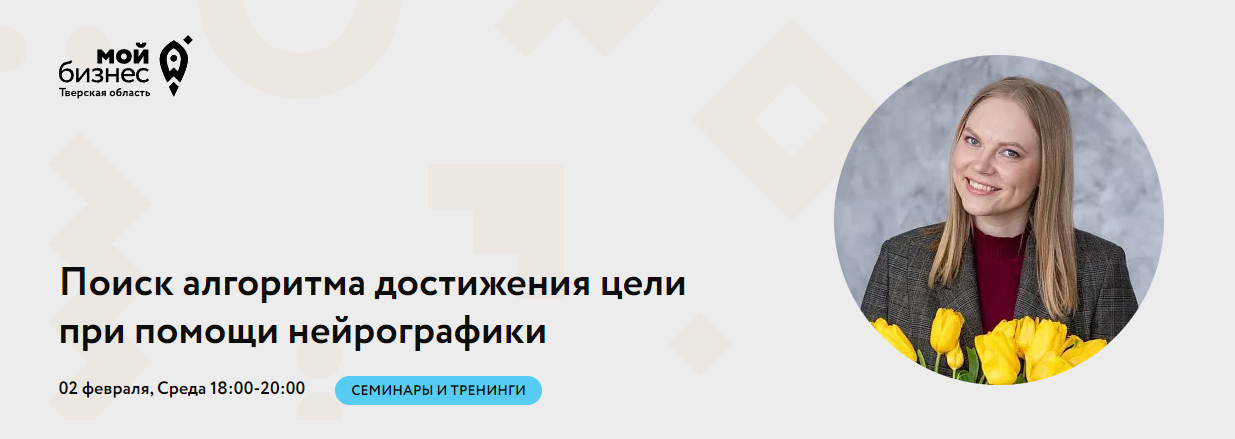 мой
бизнес
Тверская область
Поиск алгоритма достижения цели
при помощи нейрографики
02 февраля, Среда 18:00-20:00
СЕМИНАРЫ И ТРЕНИНГИ